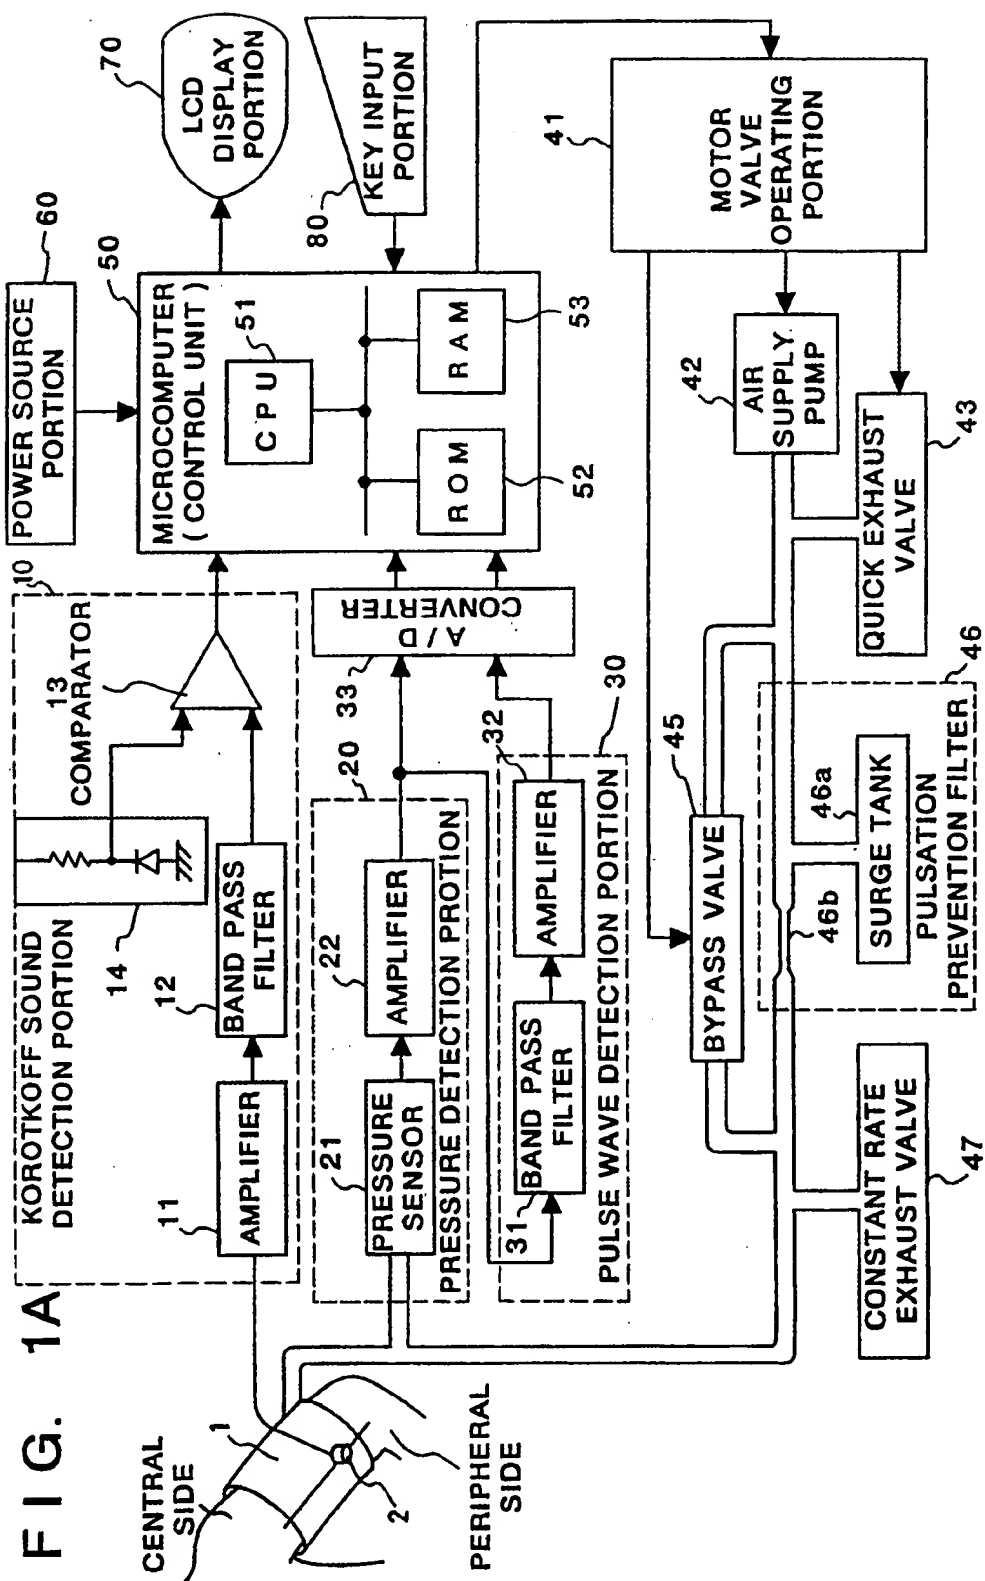 FIG. 1A
KOROTKOFF SOUND
DETECTION PORTION
10
COMPARATOR
13
14
BAND PASS
FILTER
12
AMPLIFIER
11
POWER SOURCE
PORTION
60
MICROCOMPUTER
(CONTROL UNIT)
50
CPU
51
ROM
52
RAM
53
LCD
DISPLAY
PORTION
70
KEY INPUT
PORTION
80
A/D
CONVERTER
33
PRESSURE
SENSOR
21
AMPLIFIER
22
PRESSURE DETECTION PROTION
20
BAND PASS
FILTER
31
AMPLIFIER
32
PULSE WAVE DETECTION PORTION
30
CENTRAL
SIDE
1
2
PERIPHERAL
SIDE
MOTOR
VALVE
OPERATING
PORTION
41
AIR
SUPPLY
PUMP
42
QUICK EXHAUST
VALVE
43
BYPASS VALVE
45
46b
SURGE TANK
46a
PULSATION
PREVENTION FILTER
46
CONSTANT RATE
EXHAUST VALVE
47